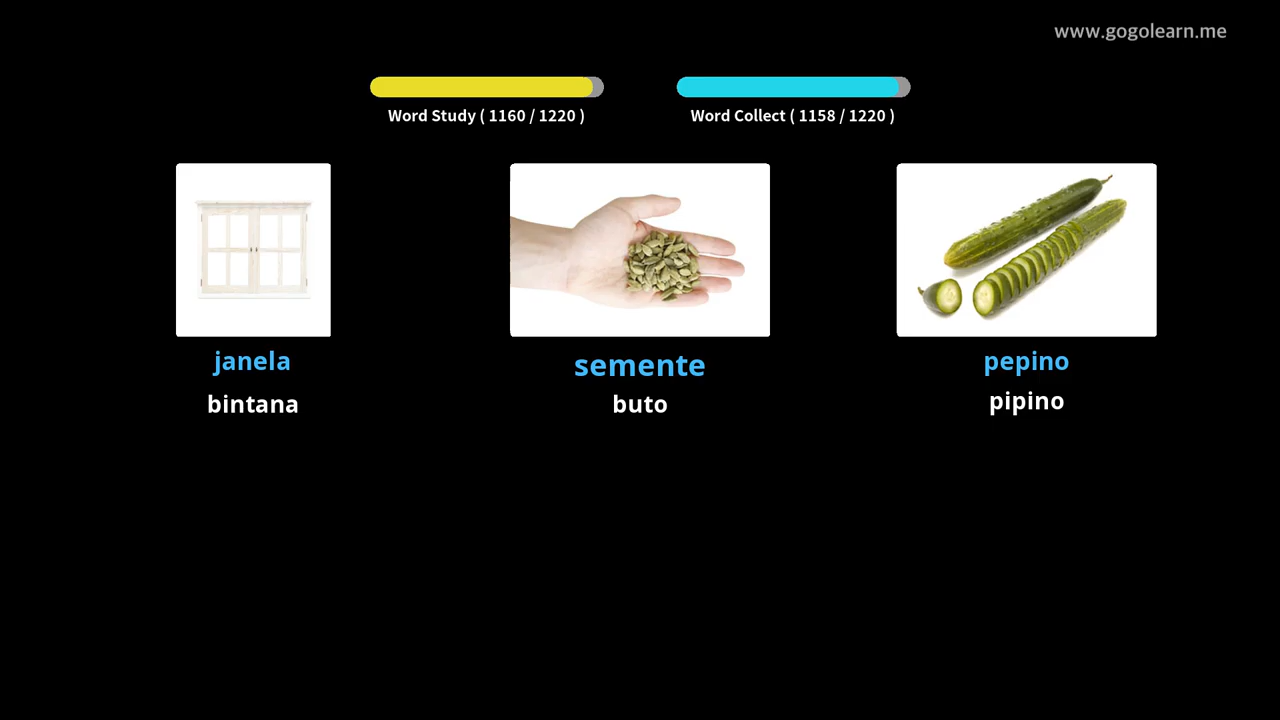 www.gogolearn.me
Word Study ( 1160 / 1220 )
Word Collect ( 1158 / 1220 )
janela
semente
pepino
bintana
buto
pipino